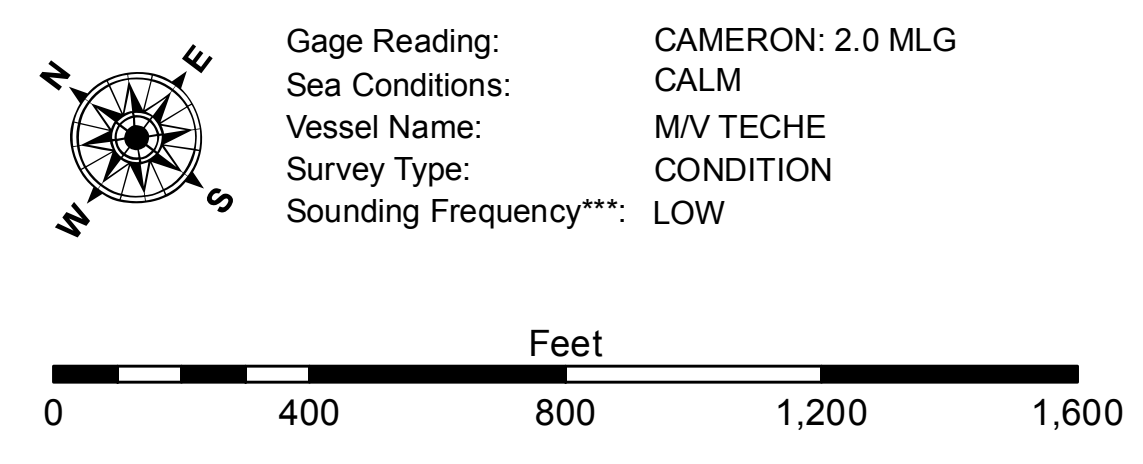 N
E
W
S
Gage Reading: CAMERON: 2.0 MLG
Sea Conditions: CALM
Vessel Name: M/V TECHE
Survey Type: CONDITION
Sounding Frequency***: LOW
Feet
0 400 800 1,200 1,600